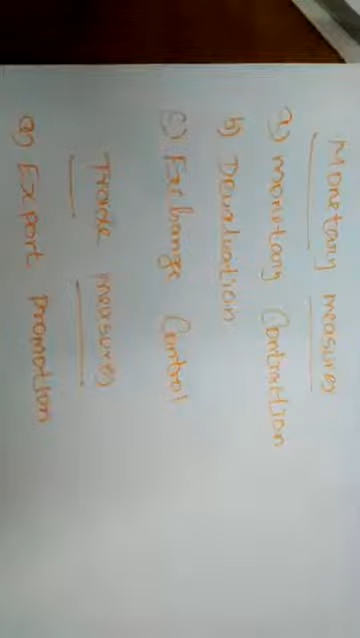 Monetary measures
a) monetary Contraction
b) Devaluation
c) Exchange Control
Trade measures
a) Export promotion